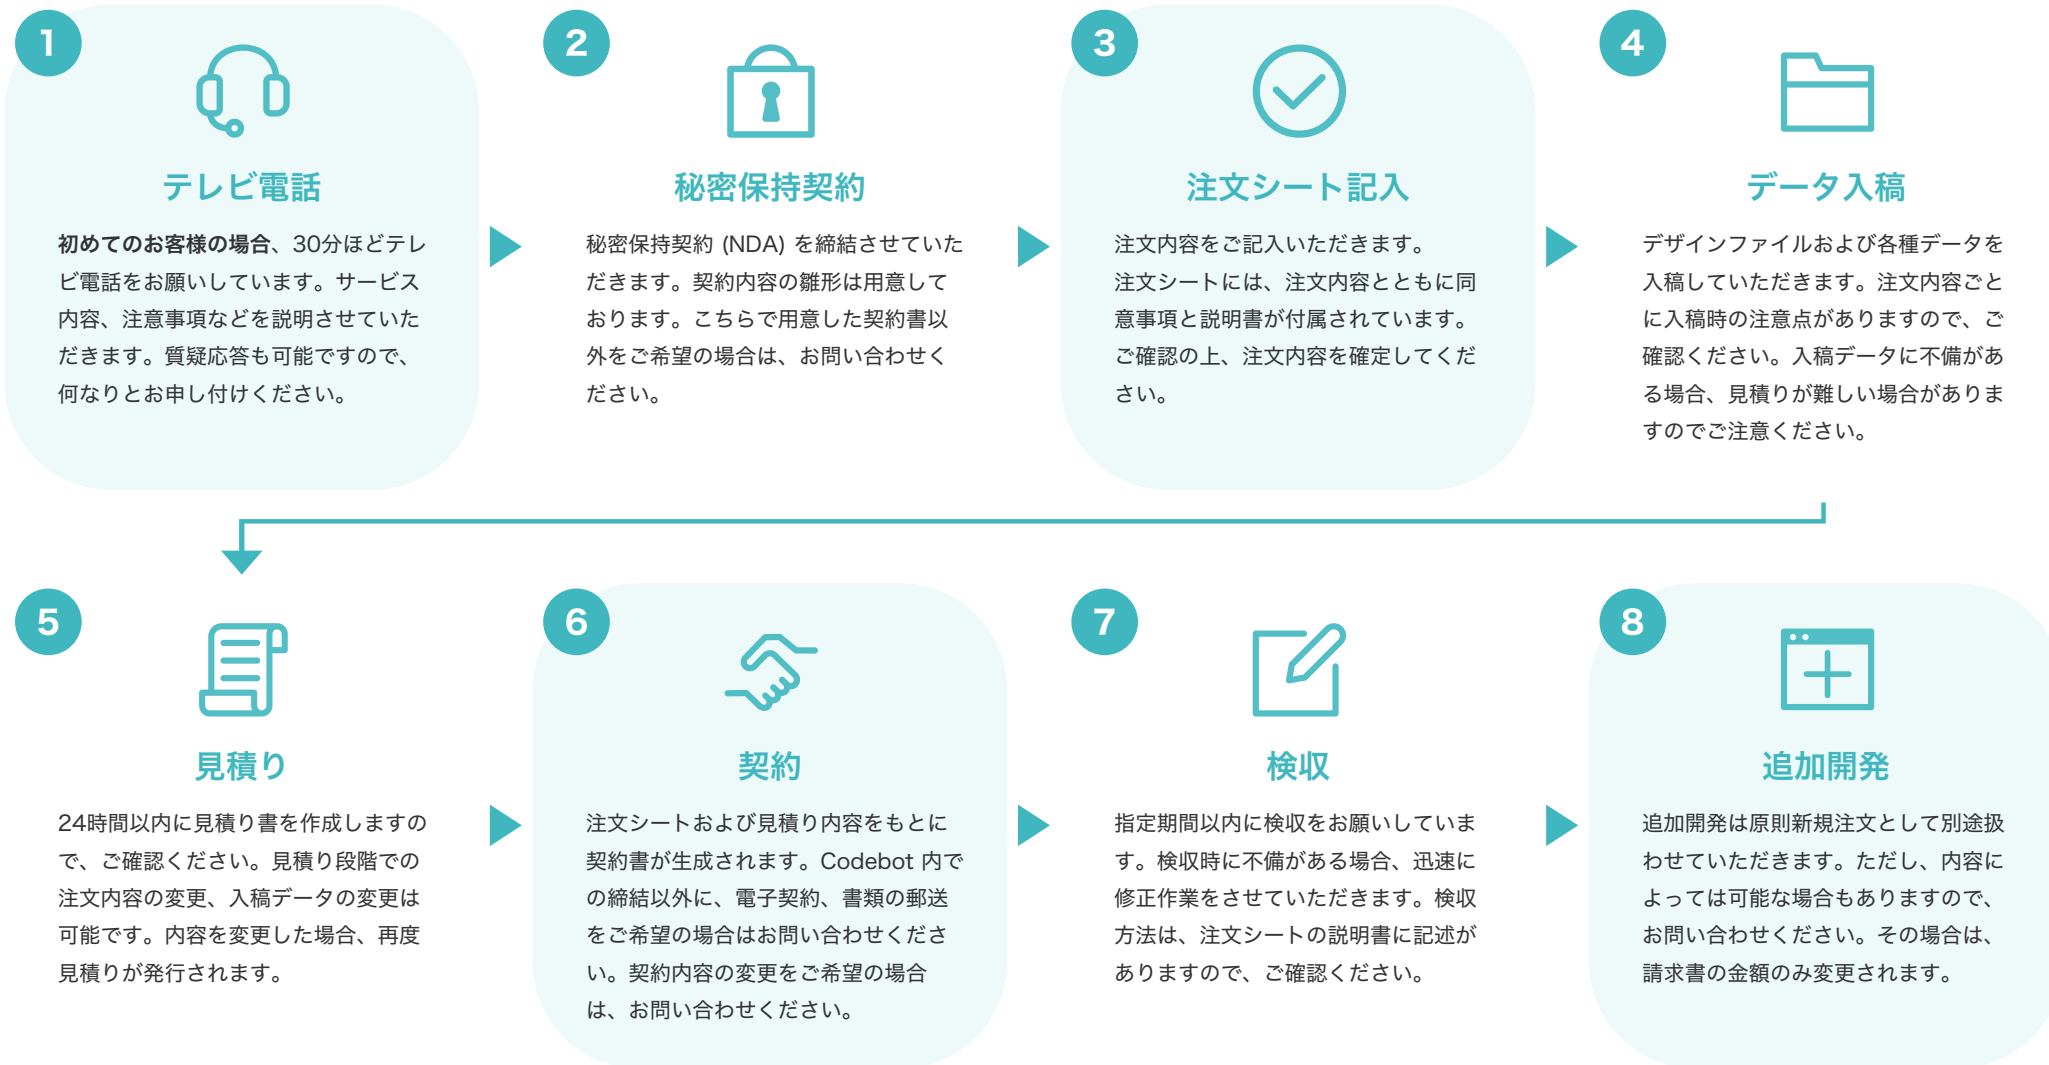 1
テレビ電話
初めてのお客様の場合、30分ほどテレ
ビ電話をお願いしています。サービス
内容、注意事項などを説明させていた
だきます。質疑応答も可能ですので、
何なりとお申し付けください。
2
秘密保持契約
秘密保持契約 (NDA) を締結させていた
だきます。契約内容の雛形は用意して
おります。こちらで用意した契約書以
外をご希望の場合は、お問い合わせく
ださい。
3
注文シート記入
注文内容をご記入いただきます。
注文シートには、注文内容とともに同
意事項と説明書が付属されています。
ご確認の上、注文内容を確定してくだ
さい。
4
データ入稿
デザインファイルおよび各種データを
入稿していただきます。注文内容ごと
に入稿時の注意点がありますので、ご
確認ください。入稿データに不備があ
る場合、見積りが難しい場合がありま
すのでご注意ください。
5
見積り
24時間以内に見積り書を作成しますの
で、ご確認ください。見積り段階での
注文内容の変更、入稿データの変更は
可能です。内容を変更した場合、再度
見積りが発行されます。
6
契約
注文シートおよび見積り内容をもとに
契約書が生成されます。Codebot 内で
の締結以外に、電子契約、書類の郵送
をご希望の場合はお問い合わせくださ
い。契約内容の変更をご希望の場合
は、お問い合わせください。
7
検収
指定期間以内に検収をお願いしていま
す。検収時に不備がある場合、迅速に
修正作業をさせていただきます。検収
方法は、注文シートの説明書に記述が
ありますので、ご確認ください。
8
追加開発
追加開発は原則新規注文として別途扱
わせていただきます。ただし、内容に
よっては可能な場合もありますので、
お問い合わせください。その場合は、
請求書の金額のみ変更されます。